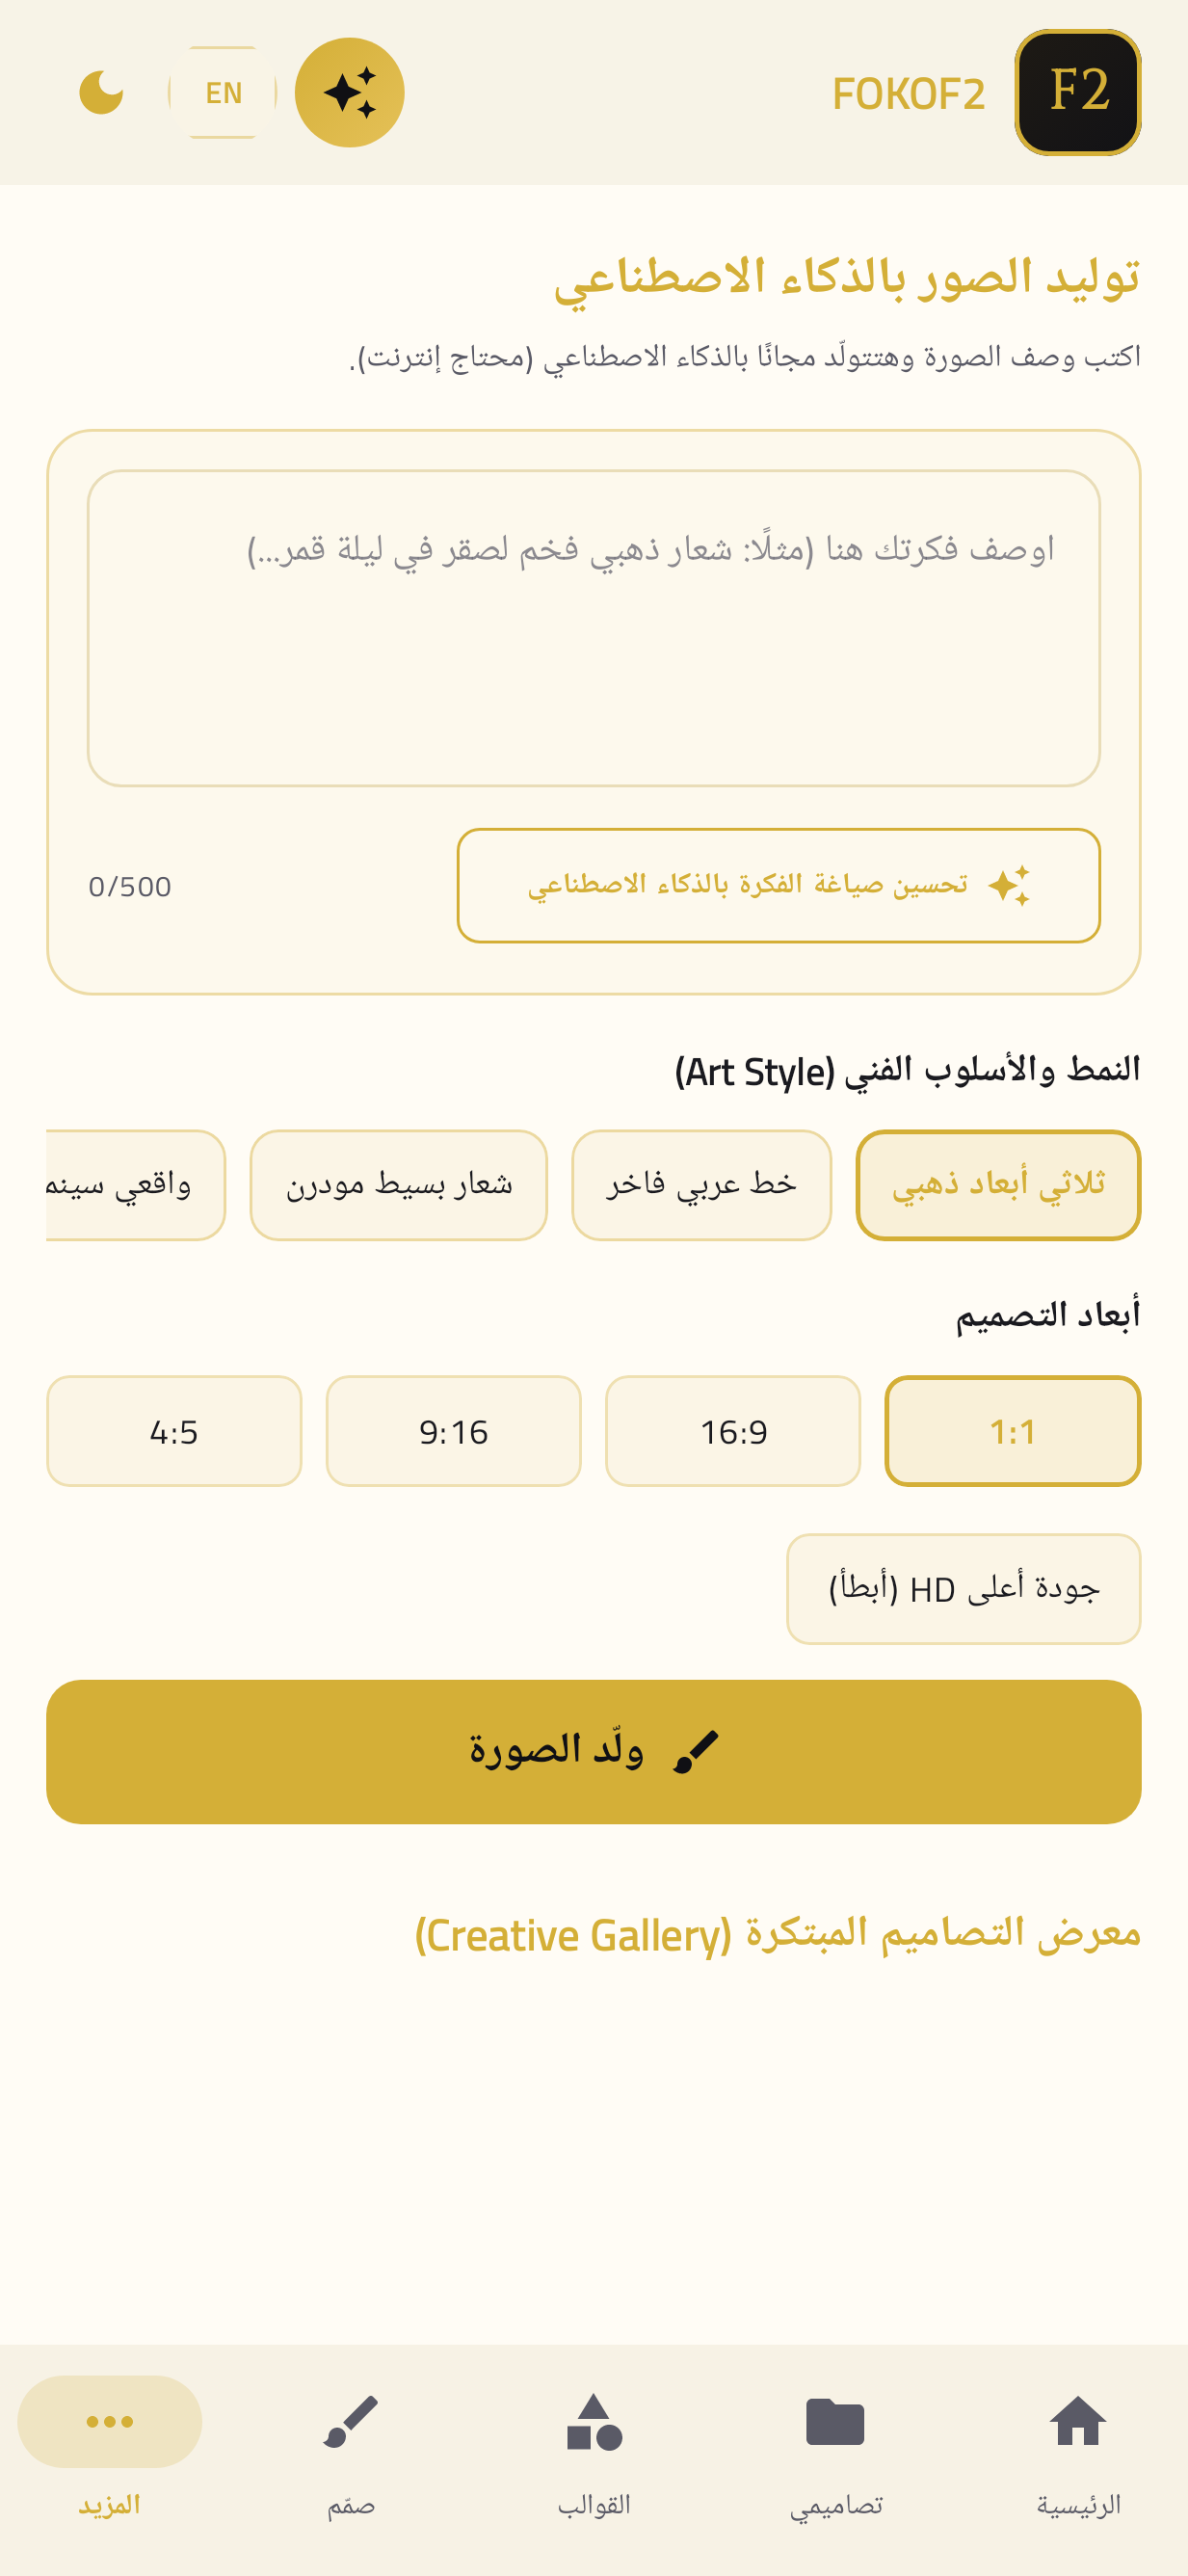 F2
FOKOF2
EN
توليد الصور بالذكاء الاصطناعي
اكتب وصف الصورة وهتتولّد مجانًا بالذكاء الاصطناعي (محتاج إنترنت).
اوصف فكرتك هنا (مثلًا: شعار ذهبي فخم لصقر في ليلة قمر...)
تحسين صياغة الفكرة بالذكاء الاصطناعي
0/500
النمط والأسلوب الفني (Art Style)
ثلاثي أبعاد ذهبي
خط عربي فاخر
شعار بسيط مودرن
واقعي سينم
أبعاد التصميم
1:1
16:9
9:16
4:5
جودة أعلى HD (أبطأ)
ولّد الصورة
معرض التصاميم المبتكرة (Creative Gallery)
الرئيسية
تصاميمي
القوالب
صمّم
المزيد